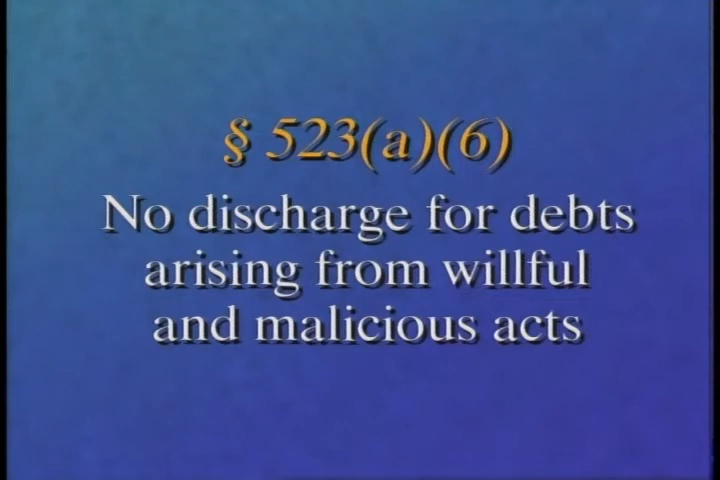 § 523(a)(6)
No discharge for debts
arising from willful
and malicious acts